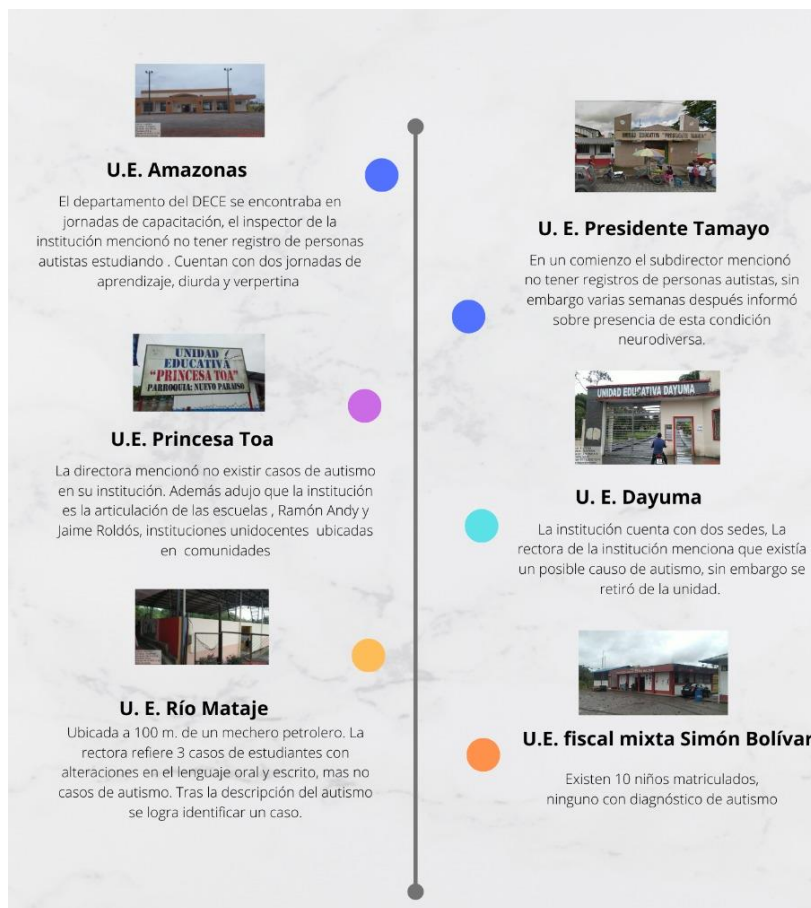 U.E. Amazonas
El departamento del DECE se encontraba en
jornadas de capacitación, el inspector de la
institución mencionó no tener registro de personas
autistas estudiando . Cuentan con dos jornadas de
aprendizaje, diurda y verpertina
UNIDAD
EDUCATIVA
"PRINCESA TOA"
PARROQUIA: NUEVO PARAISO
U.E. Princesa Toa
La directora mencionó no existir casos de autismo
en su institución. Además adujo que la institución
es la articulación de las escuelas , Ramón Andy y
Jaime Roldós, instituciones unidocentes ubicadas
en comunidades
U. E. Río Mataje
Ubicada a 100 m. de un mechero petrolero. La
rectora refiere 3 casos de estudiantes con
alteraciones en el lenguaje oral y escrito, mas no
casos de autismo. Tras la descripción del autismo
se logra identificar un caso.
U. E. Presidente Tamayo
En un comienzo el subdirector mencionó
no tener registros de personas autistas, sin
embargo varias semanas después informó
sobre presencia de esta condición
neurodiversa.
UNIDAD EDUCATIVA DAYUMA
U. E. Dayuma
La institución cuenta con dos sedes, La
rectora de la institución menciona que existía
un posible causo de autismo, sin embargo se
retiró de la unidad.
U.E. fiscal mixta Simón Bolívar
Existen 10 niños matriculados,
ninguno con diagnóstico de autismo